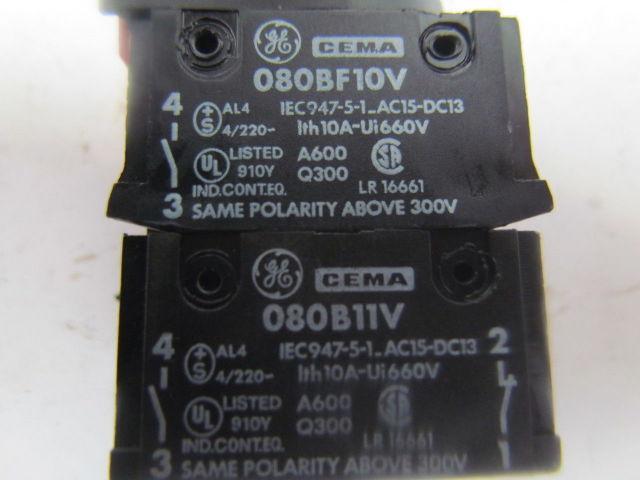 GE CEMA
080BF10V
4 +S AL4 IEC947-5-1_AC15-DC13
4/220~ Ith10A-Ui660V
UL LISTED A600 SA
910Y Q300
IND.CONT.EQ. LR 16661
3 SAME POLARITY ABOVE 300V
GE CEMA
080B11V
4 +S AL4 IEC947-5-1_AC15-DC13 2
4/220~ Ith10A-Ui660V
UL LISTED A600 SA
910Y Q300
IND.CONT.EQ. LR 16661
3 SAME POLARITY ABOVE 300V 1